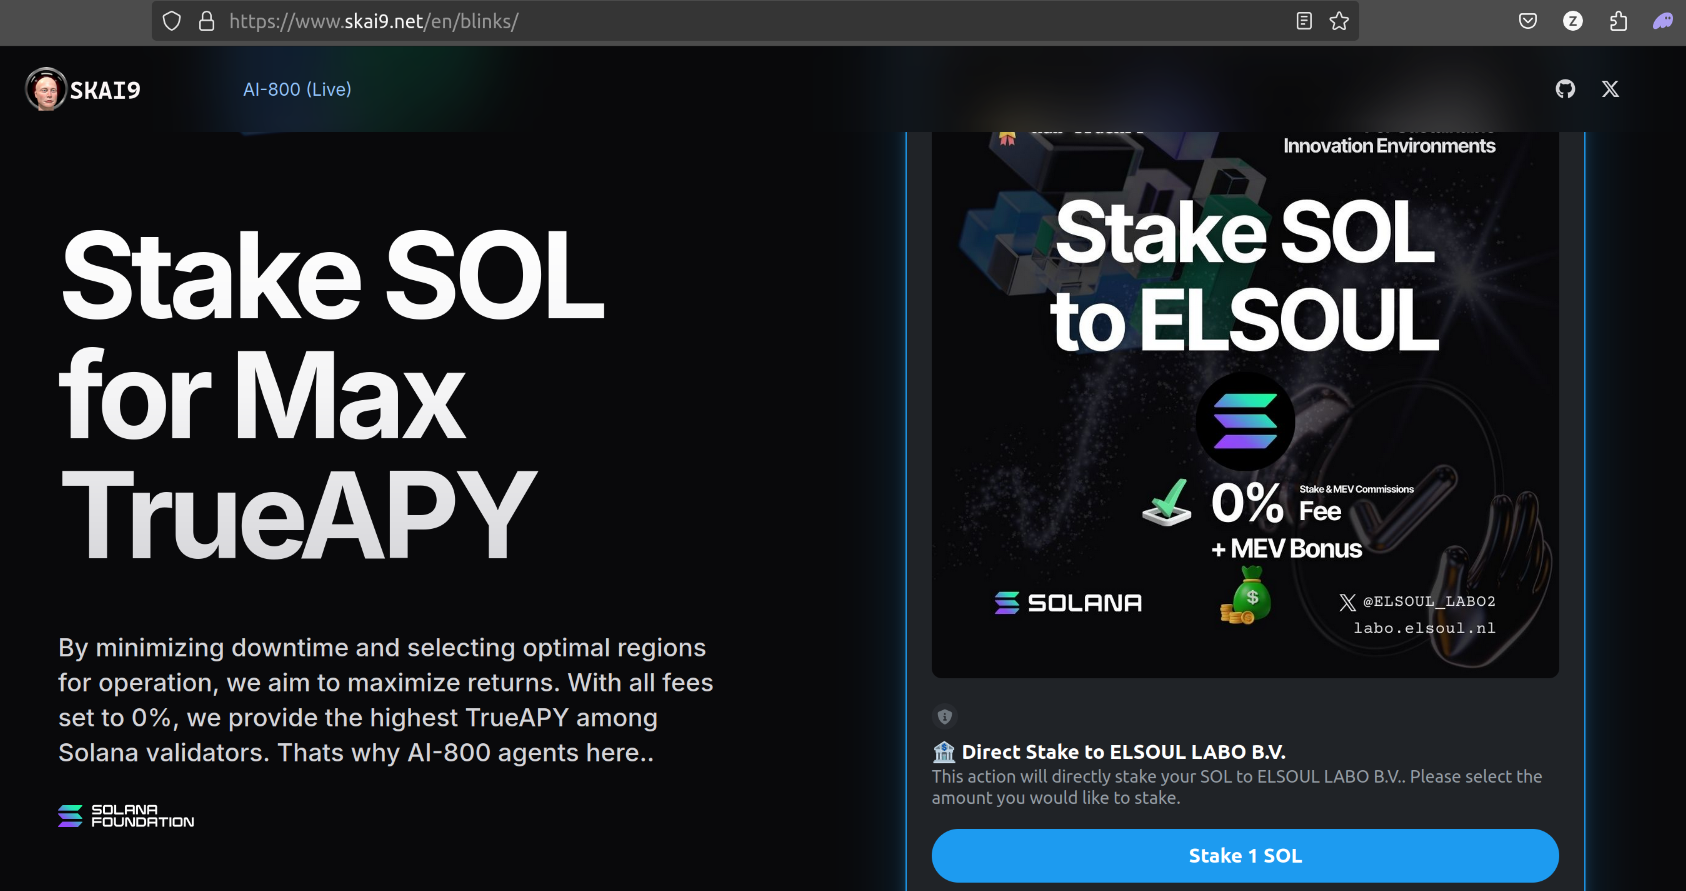 https://www.skai9.net/en/blinks/
Z
SKAI9
AI-800 (Live)
Innovation Environments
Stake SOL
for Max
TrueAPY
By minimizing downtime and selecting optimal regions
for operation, we aim to maximize returns. With all fees
set to 0%, we provide the highest TrueAPY among
Solana validators. Thats why AI-800 agents here..
SOLANA
FOUNDATION
Stake SOL
to ELSOUL
0%
Stake & MEV Commissions
Fee
+ MEV Bonus
SOLANA
$
@ELSOUL_LABO2
labo.elsoul.nl
Direct Stake to ELSOUL LABO B.V.
This action will directly stake your SOL to ELSOUL LABO B.V.. Please select the
amount you would like to stake.
Stake 1 SOL